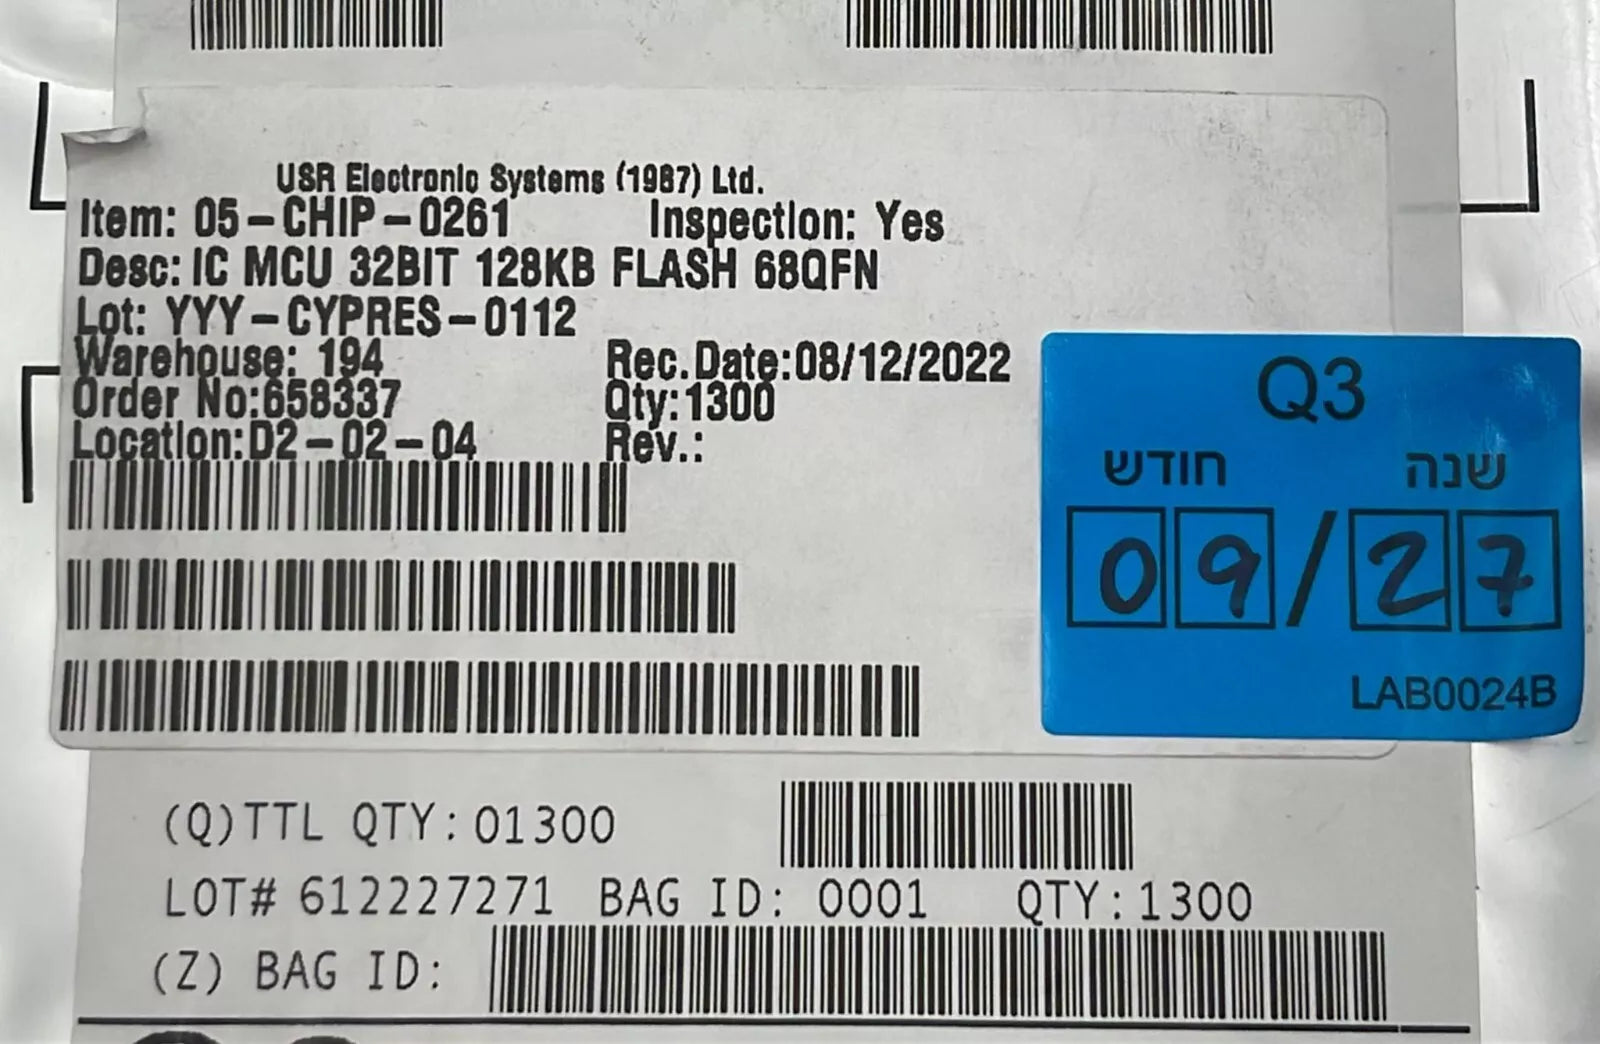 USR Electronic Systems (1987) Ltd.
Item: 05-CHIP-0261 Inspection: Yes
Desc: IC MCU 32BIT 128KB FLASH 68QFN
Lot: YYY-CYPRES-0112
Warehouse: 194 Rec.Date:08/12/2022
Order No:658337 Qty:1300
Location:D2-02-04 Rev.:
Q3
שנה חודש
09/27
LAB0024B
(Q)TTL QTY:01300
LOT# 612227271 BAG ID: 0001 QTY:1300
(Z) BAG ID: